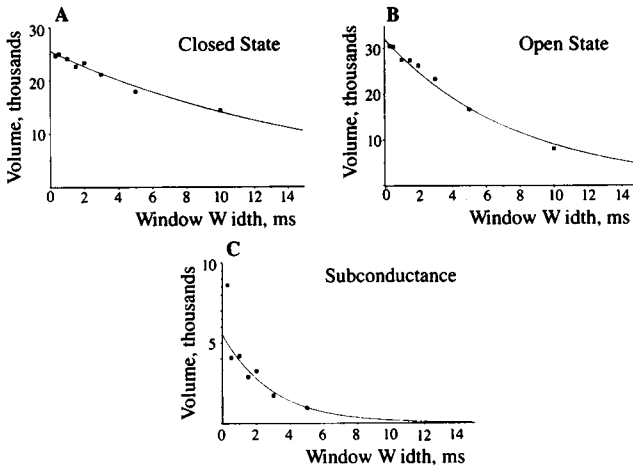 A
Closed State
Volume, thousands
30
20
10
0 2 4 6 8 10 12 14
Window W idth, ms
B
Open State
Volume, thousands
30
20
10
0 2 4 6 8 10 12 14
Window W idth, ms
C
Subconductance
Volume, thousands
10
5
0 2 4 6 8 10 12 14
Window W idth, ms